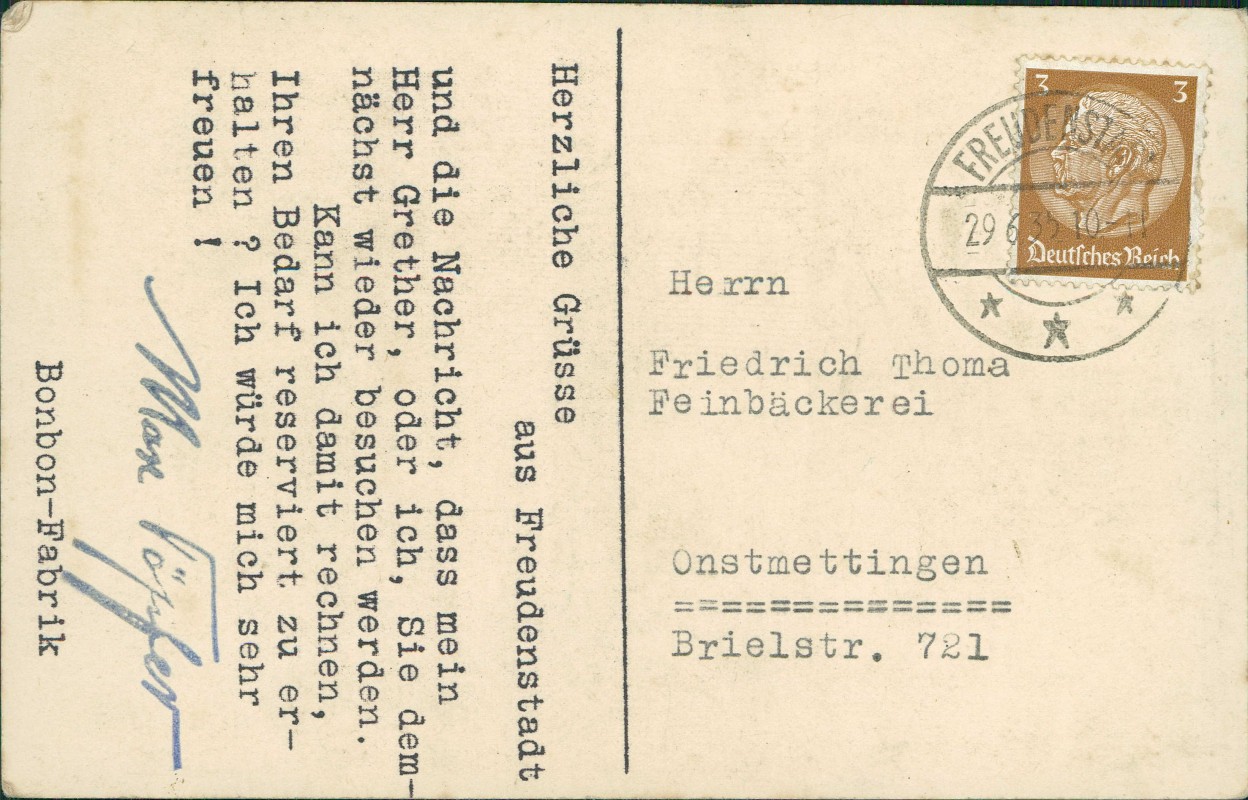 Herzliche Grüsse
aus Freudenstadt
und die Nachricht, dass mein
Herr Grether, oder ich, Sie dem-
nächst wieder besuchen werden.
Kann ich damit rechnen,
Ihren Bedarf reserviert zu er-
halten ? Ich würde mich sehr
freuen !
Max
Bonbon-Fabrik
3 3
Deutsches Reich
FREUDENST
29.6.35.10-11
Herrn
Friedrich Thoma
Feinbäckerei
Onstmettingen
==============
Brielstr. 721